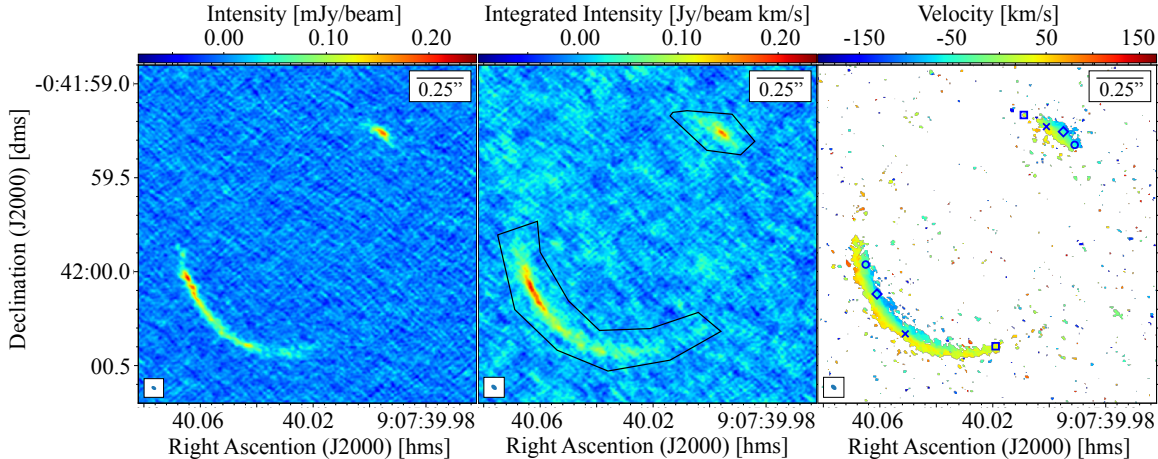 Intensity [mJy/beam]
0.00 0.10 0.20
Integrated Intensity [Jy/beam km/s]
0.00 0.10 0.20
Velocity [km/s]
-150 -50 50 150
0.25”
0.25”
0.25”
Declination (J2000) [dms]
-0:41:59.0
59.5
42:00.0
00.5
40.06 40.02 9:07:39.98
Right Ascention (J2000) [hms]
40.06 40.02 9:07:39.98
Right Ascention (J2000) [hms]
40.06 40.02 9:07:39.98
Right Ascention (J2000) [hms]